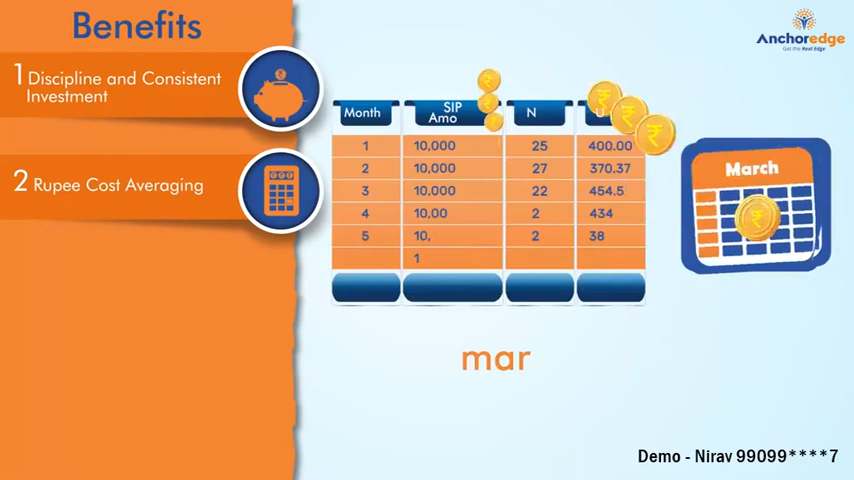 Benefits
Anchoredge
Get the Real Edge
1 Discipline and Consistent
Investment
2 Rupee Cost Averaging
Month SIP Amo N U
1 10,000 25 400.00
2 10,000 27 370.37
3 10,000 22 454.5
4 10,00 2 434
5 10, 2 38
1
March
mar
Demo - Nirav 99099****7